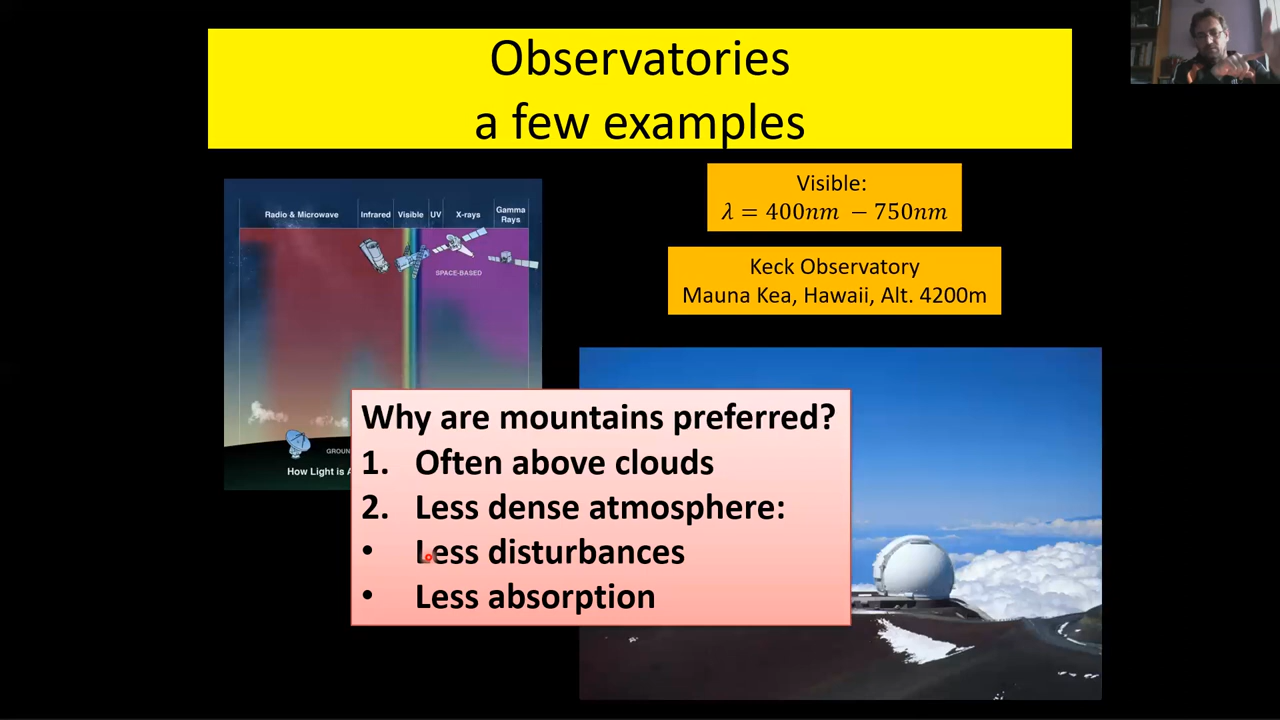 Observatories
a few examples
Radio & Microwave Infrared Visible UV X-rays Gamma Rays
SPACE-BASED
Visible:
λ = 400nm − 750nm
Keck Observatory
Mauna Kea, Hawaii, Alt. 4200m
Why are mountains preferred?
1. Often above clouds
2. Less dense atmosphere:
• Less disturbances
• Less absorption
How Light is